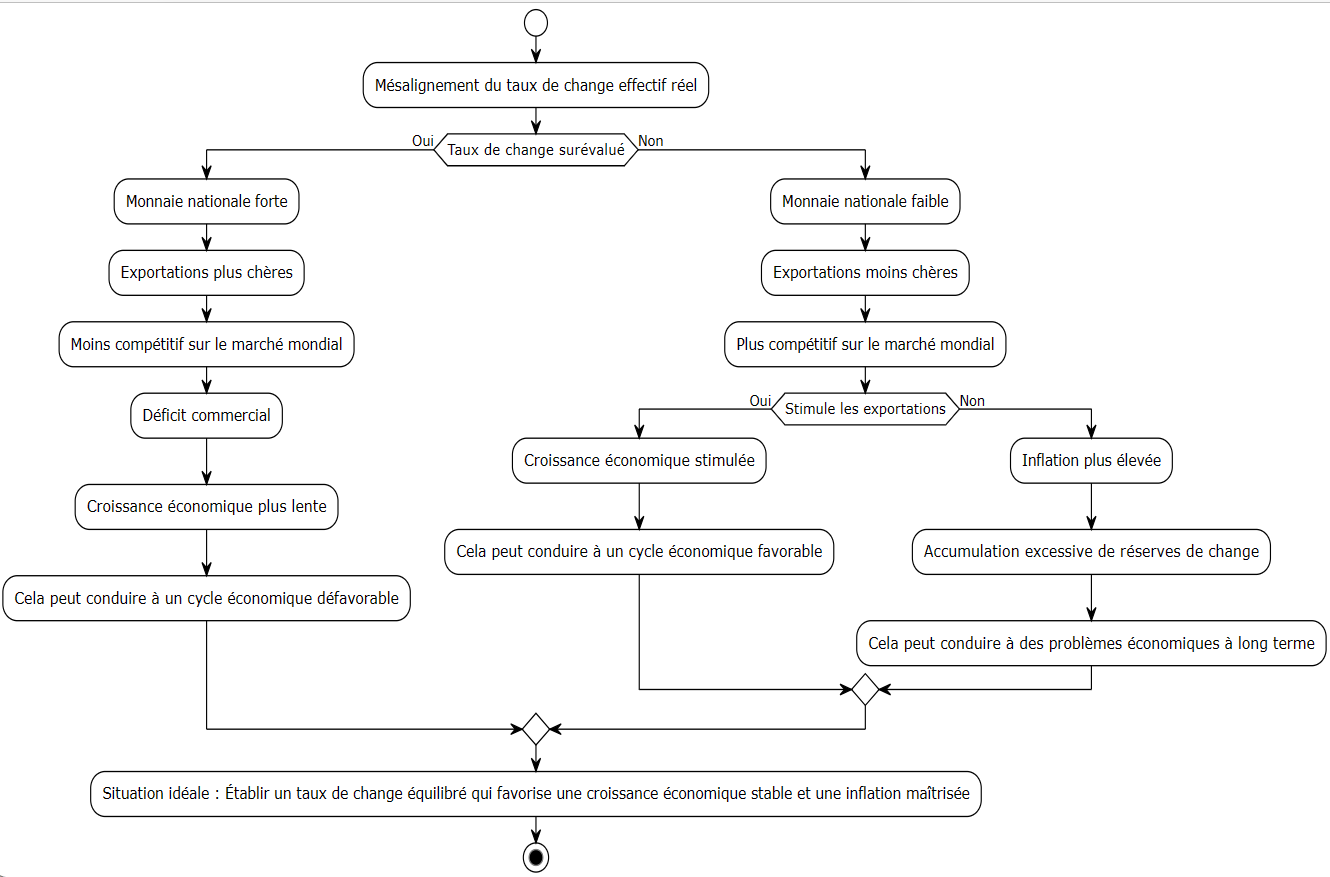 Mésalignement du taux de change effectif réel
Oui
Taux de change surévalué
Non
Monnaie nationale forte
Monnaie nationale faible
Exportations plus chères
Exportations moins chères
Moins compétitif sur le marché mondial
Plus compétitif sur le marché mondial
Déficit commercial
Oui
Stimule les exportations
Non
Croissance économique stimulée
Inflation plus élevée
Croissance économique plus lente
Cela peut conduire à un cycle économique favorable
Accumulation excessive de réserves de change
Cela peut conduire à un cycle économique défavorable
Cela peut conduire à des problèmes économiques à long terme
Situation idéale : Établir un taux de change équilibré qui favorise une croissance économique stable et une inflation maîtrisée